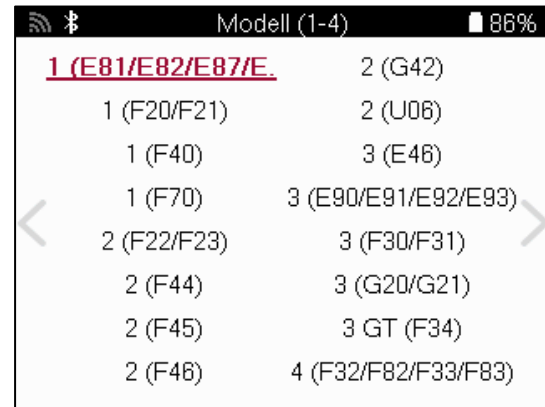 Modell (1-4) 86%
1 (E81/E82/E87/E.
1 (F20/F21)
1 (F40)
1 (F70)
2 (F22/F23)
2 (F44)
2 (F45)
2 (F46)
2 (G42)
2 (U06)
3 (E46)
3 (E90/E91/E92/E93)
3 (F30/F31)
3 (G20/G21)
3 GT (F34)
4 (F32/F82/F33/F83)